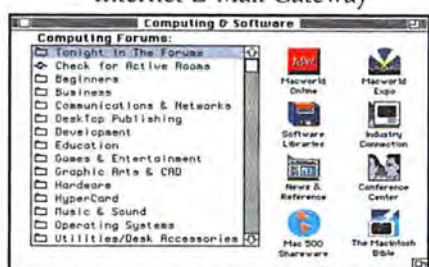 Internet E-Mail Gateway
Computing & Software
Computing Forums:
Tonight In The Forums
Check for Active Rooms
Beginners
Business
Communications & Networks
DeskTop Publishing
Development
Education
Games & Entertainment
Graphic Arts & CAD
Hardware
HyperCard
Music & Sound
Operating Systems
Utilities/Desk Accessories
Macworld
Online
Macworld
Expo
Software
Libraries
Industry
Connection
News &
Reference
Conference
Center
Mac 500
Shareware
The Macintosh
Bible